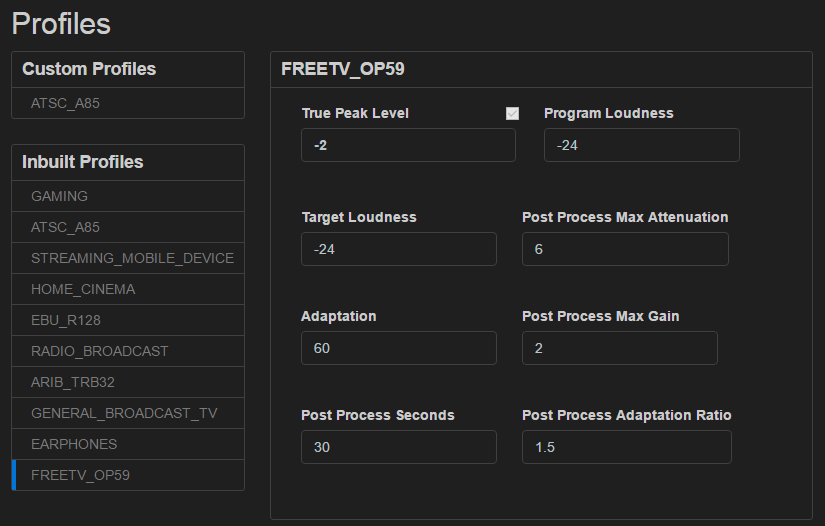 Profiles
Custom Profiles
ATSC_A85
Inbuilt Profiles
GAMING
ATSC_A85
STREAMING_MOBILE_DEVICE
HOME_CINEMA
EBU_R128
RADIO_BROADCAST
ARIB_TRB32
GENERAL_BROADCAST_TV
EARPHONES
FREETV_OP59
FREETV_OP59
True Peak Level Program Loudness
-2 -24
Target Loudness Post Process Max Attenuation
-24 6
Adaptation Post Process Max Gain
60 2
Post Process Seconds Post Process Adaptation Ratio
30 1.5